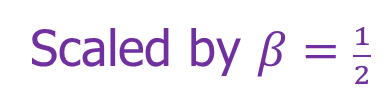 Scaled by β = 1/2